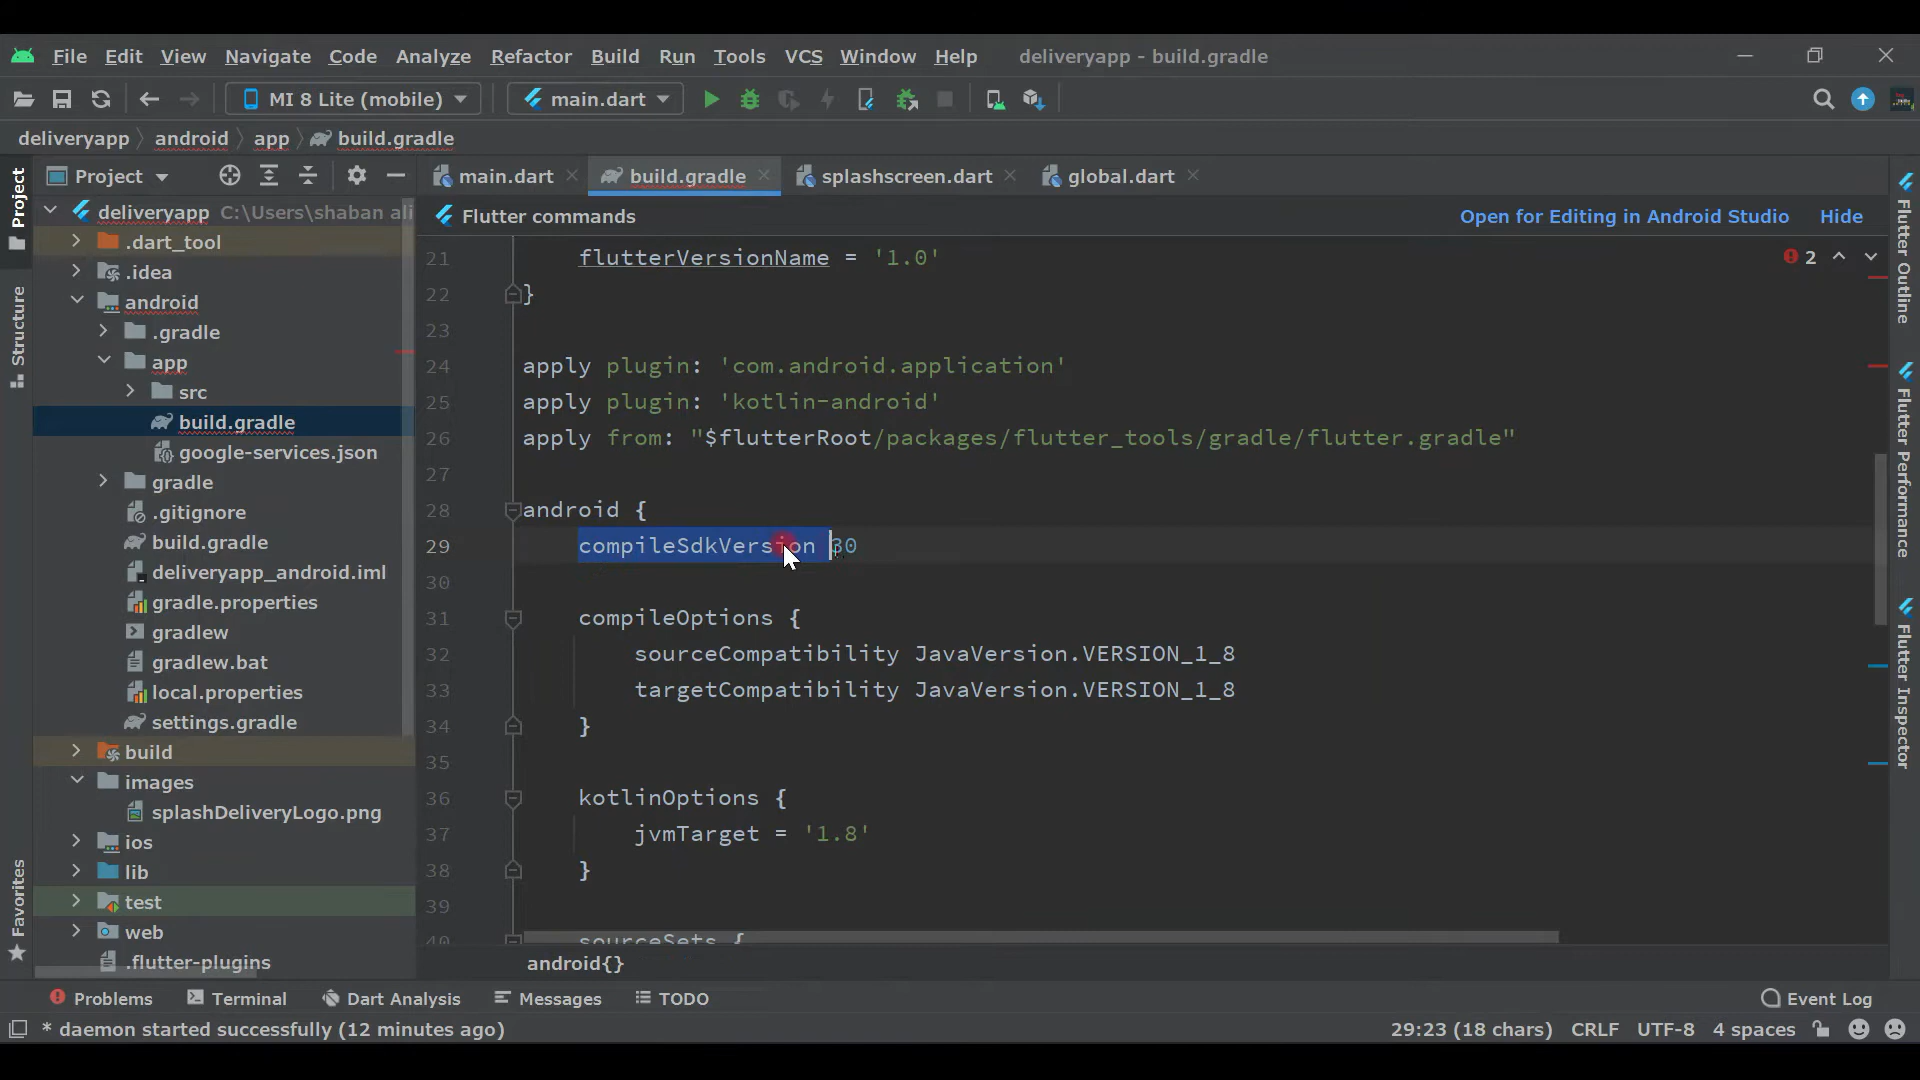 File Edit View Navigate Code Analyze Refactor Build Run Tools VCS Window Help deliveryapp - build.gradle
MI 8 Lite (mobile) main.dart
deliveryapp android app build.gradle
Project main.dart build.gradle splashscreen.dart global.dart
Flutter commands Open for Editing in Android Studio Hide
Project
Structure
Favorites
deliveryapp C:\Users\shaban ali
.dart_tool
.idea
android
.gradle
app
src
build.gradle
google-services.json
gradle
.gitignore
build.gradle
deliveryapp_android.iml
gradle.properties
gradlew
gradlew.bat
local.properties
settings.gradle
build
images
splashDeliveryLogo.png
ios
lib
test
web
.flutter-plugins
21 flutterVersionName = '1.0'
22 }
23
24 apply plugin: 'com.android.application'
25 apply plugin: 'kotlin-android'
26 apply from: "$flutterRoot/packages/flutter_tools/gradle/flutter.gradle"
27
28 android {
29 compileSdkVersion 30
30
31 compileOptions {
32 sourceCompatibility JavaVersion.VERSION_1_8
33 targetCompatibility JavaVersion.VERSION_1_8
34 }
35
36 kotlinOptions {
37 jvmTarget = '1.8'
38 }
39
40 sourceSets {
2
android{}
Flutter Outline
Flutter Performance
Flutter Inspector
Problems Terminal Dart Analysis Messages TODO Event Log
* daemon started successfully (12 minutes ago) 29:23 (18 chars) CRLF UTF-8 4 spaces